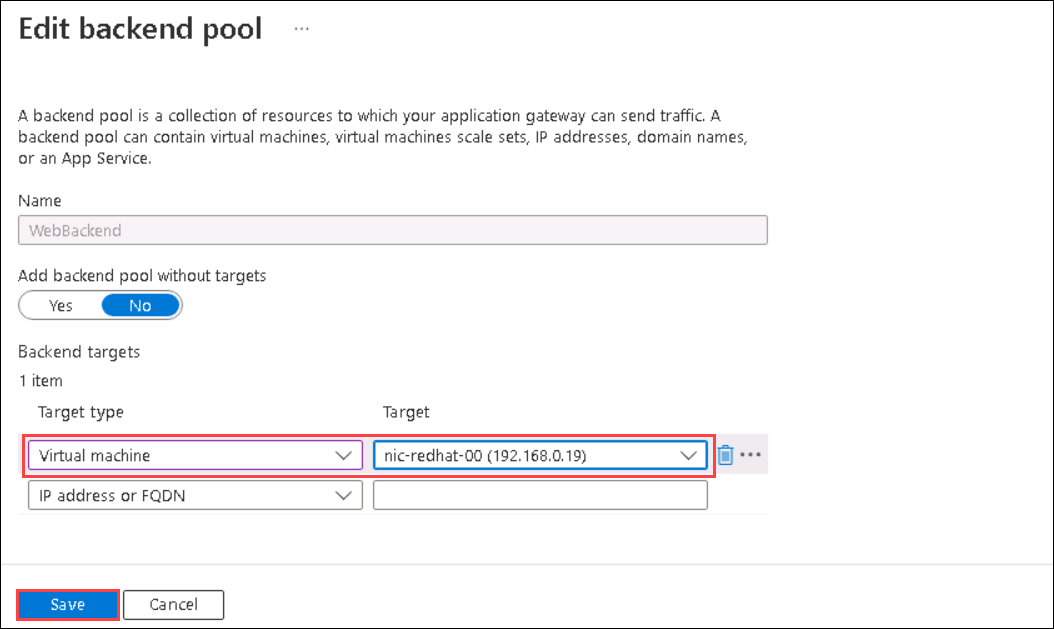 Edit backend pool ...
A backend pool is a collection of resources to which your application gateway can send traffic. A
backend pool can contain virtual machines, virtual machines scale sets, IP addresses, domain names,
or an App Service.
Name
WebBackend
Add backend pool without targets
Yes No
Backend targets
1 item
Target type Target
Virtual machine nic-redhat-00 (192.168.0.19)
IP address or FQDN
Save Cancel